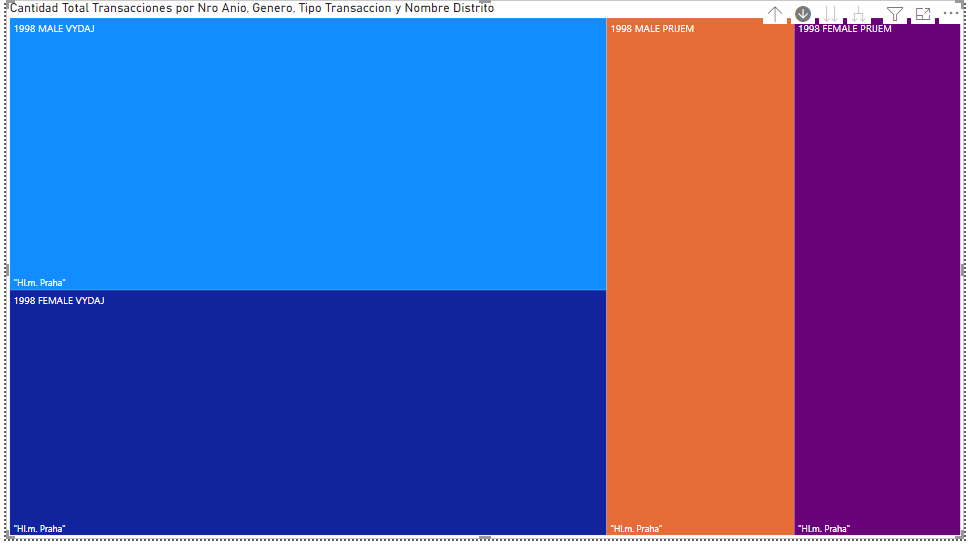 Cantidad Total Transacciones por Nro Anio, Genero, Tipo Transaccion y Nombre Distrito
1998 MALE VYDAJ
"Hl.m. Praha"
1998 FEMALE VYDAJ
"Hl.m. Praha"
1998 MALE PRIJEM
"Hl.m. Praha"
1998 FEMALE PRIJEM
"Hl.m. Praha"